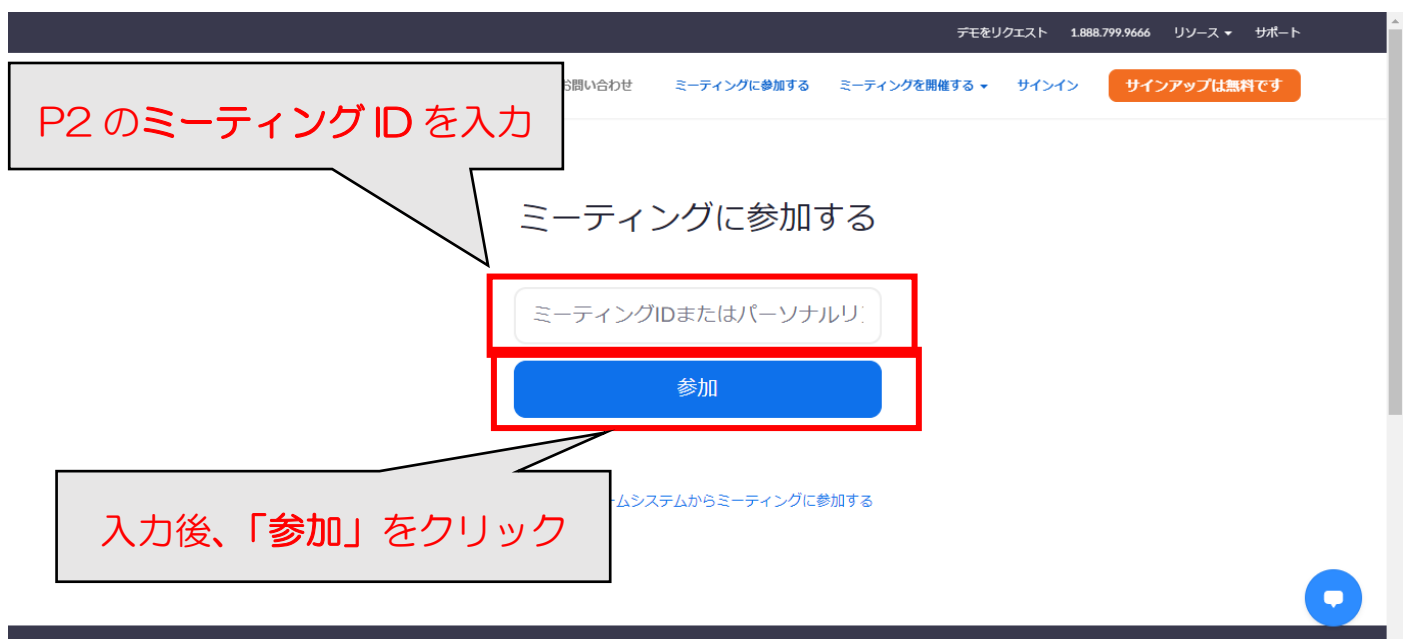 デモをリクエスト 1.888.799.9666 リソース サポート
お問い合わせ ミーティングに参加する ミーティングを開催する サインイン サインアップは無料です
P2 のミーティング ID を入力
ミーティングに参加する
ミーティングIDまたはパーソナルリ
参加
ームシステムからミーティングに参加する
入力後、「参加」をクリック